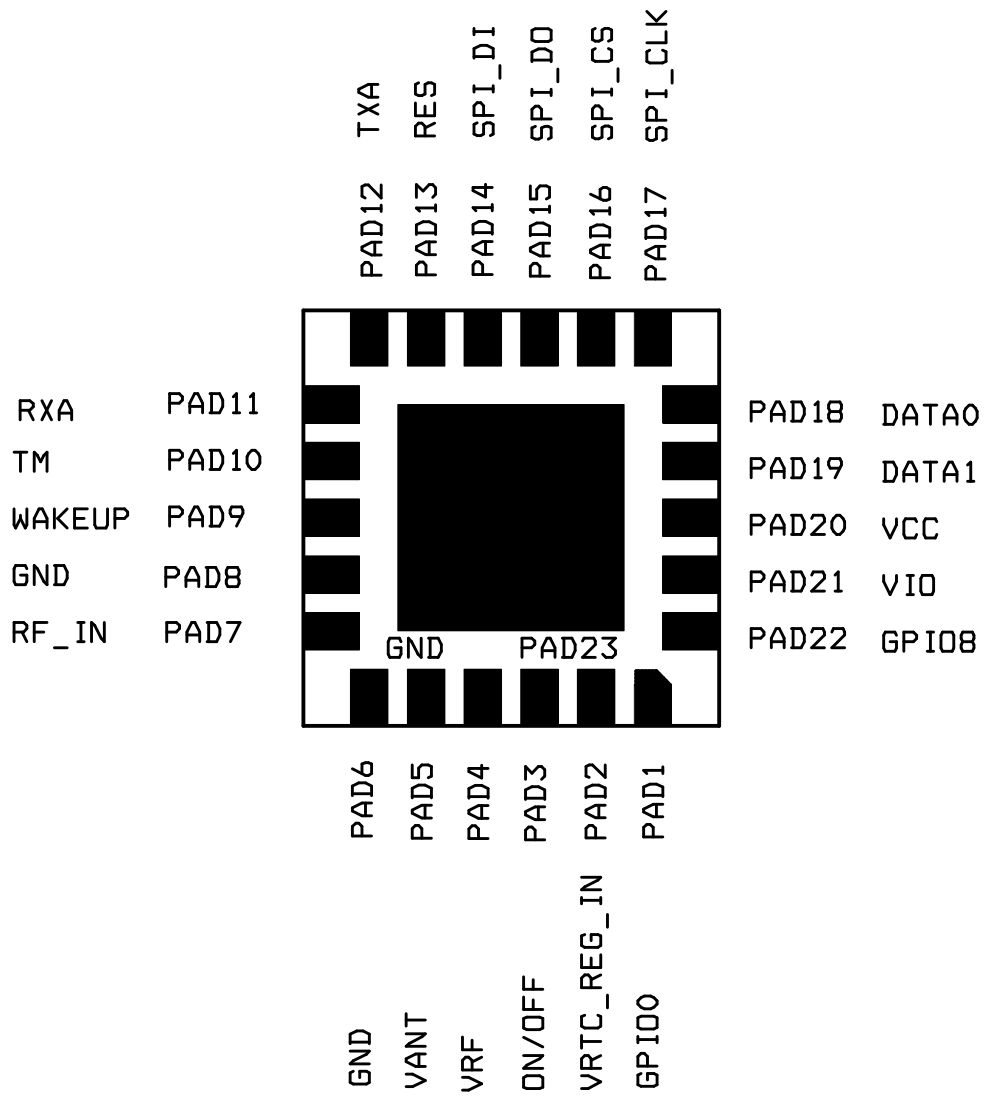 TXA
RES
SPI_DI
SPI_DO
SPI_CS
SPI_CLK
PAD12
PAD13
PAD14
PAD15
PAD16
PAD17
RXA PAD11
TM PAD10
WAKEUP PAD9
GND PAD8
RF_IN PAD7
PAD18 DATA0
PAD19 DATA1
PAD20 VCC
PAD21 VIO
PAD22 GPIO8
GND PAD23
PAD6
PAD5
PAD4
PAD3
PAD2
PAD1
GND
VANT
VRF
ON/OFF
VRTC_REG_IN
GPIO0